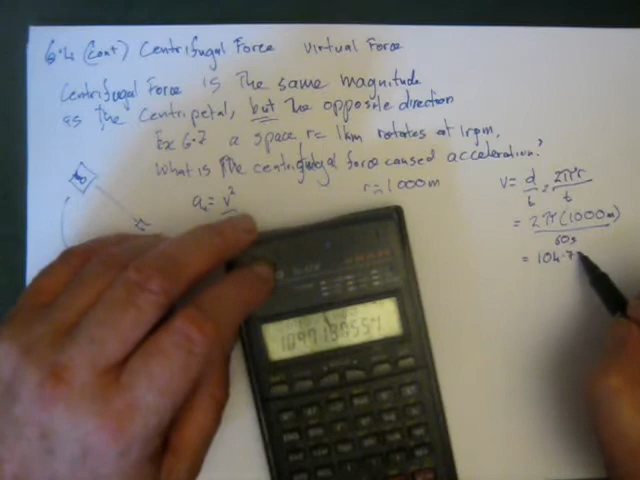 6.4 (cont) Centrifugal Force virtual Force
Centrifugal Force is the same magnitude
as the Centripetal, but the opposite direction
Ex 6.7 a space r= 1km rotates at 1rpm.
What is the centrifugal force caused acceleration?
r = 1000m
a = v²
v = d/t = 2πr/t
= 2π(1000m)
60s
= 104.7